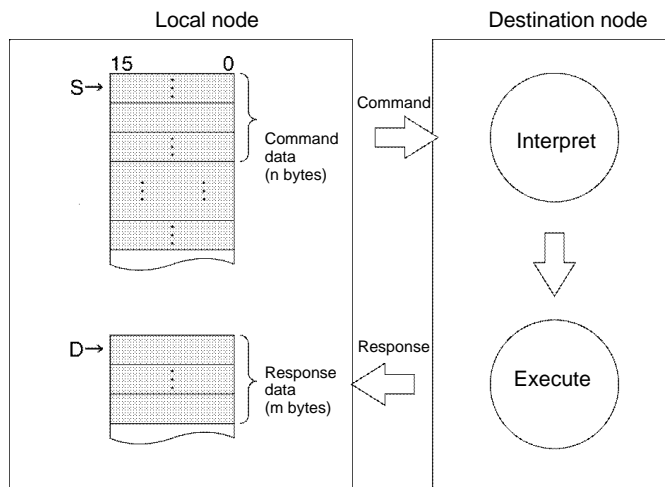 Local node
Destination node
15 0
S→
Command
data
(n bytes)
Command
Interpret
D→
Response
data
(m bytes)
Response
Execute